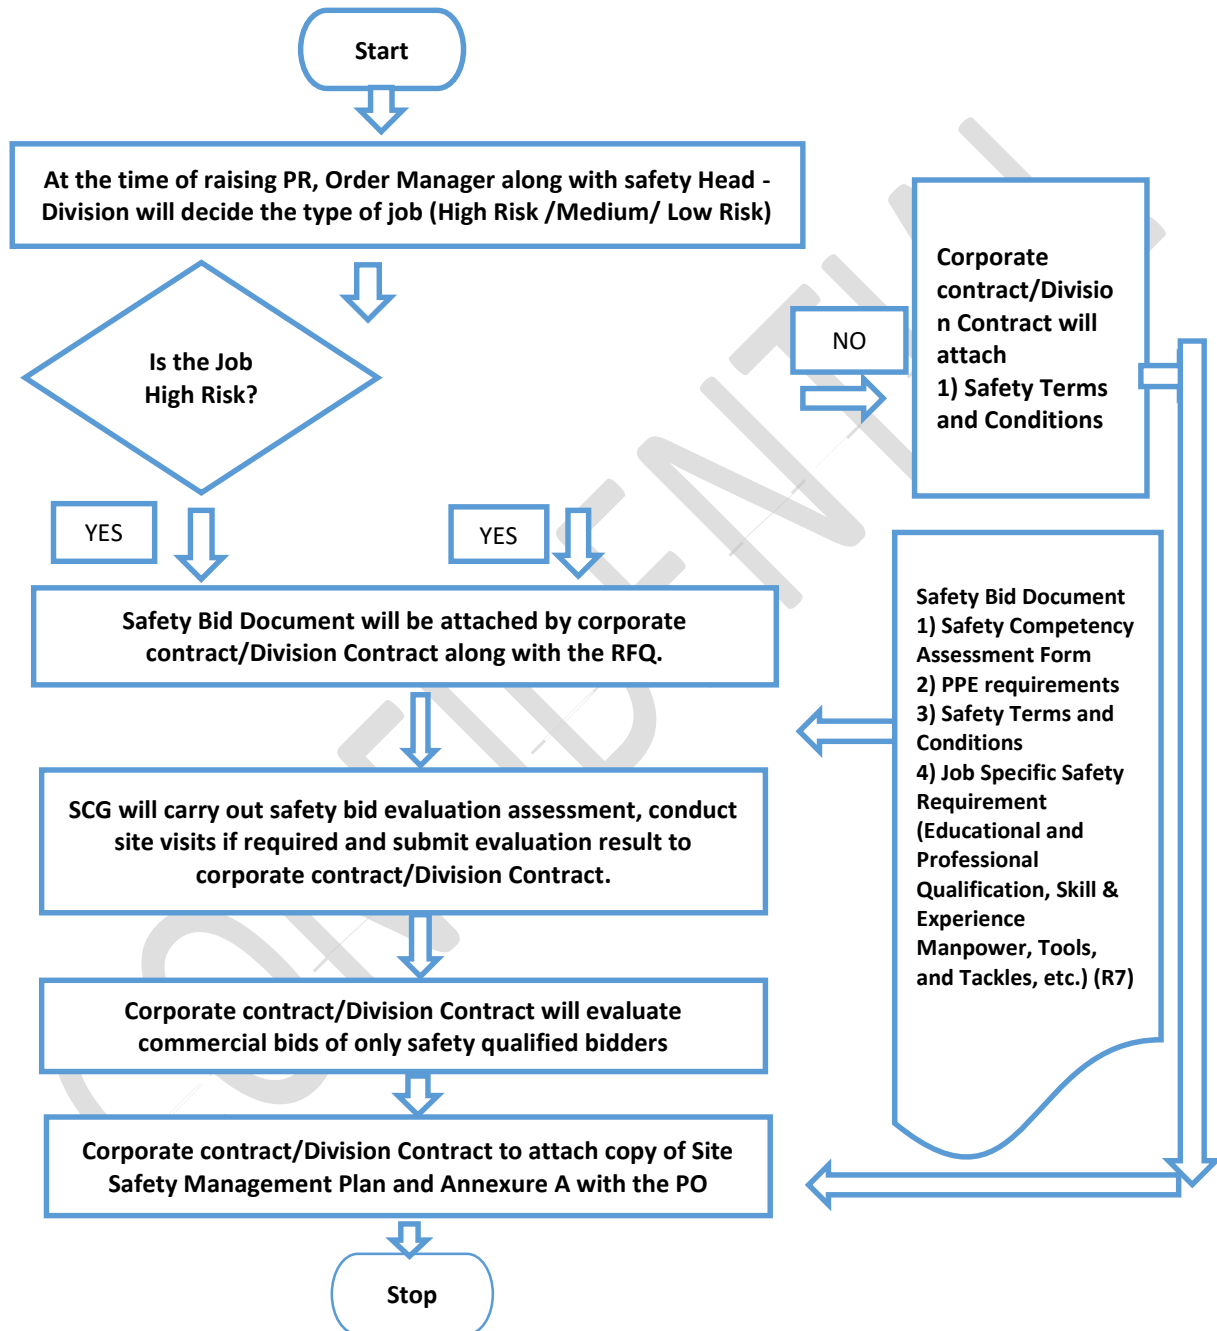 Start
At the time of raising PR, Order Manager along with safety Head -
Division will decide the type of job (High Risk /Medium/ Low Risk)
Is the Job
High Risk?
NO
Corporate
contract/Divisio
n Contract will
attach
1) Safety Terms
and Conditions
YES
YES
Safety Bid Document will be attached by corporate
contract/Division Contract along with the RFQ.
Safety Bid Document
1) Safety Competency
Assessment Form
2) PPE requirements
3) Safety Terms and
Conditions
4) Job Specific Safety
Requirement
(Educational and
Professional
Qualification, Skill &
Experience
Manpower, Tools,
and Tackles, etc.) (R7)
SCG will carry out safety bid evaluation assessment, conduct
site visits if required and submit evaluation result to
corporate contract/Division Contract.
Corporate contract/Division Contract will evaluate
commercial bids of only safety qualified bidders
Corporate contract/Division Contract to attach copy of Site
Safety Management Plan and Annexure A with the PO
Stop
CONFIDENTIAL